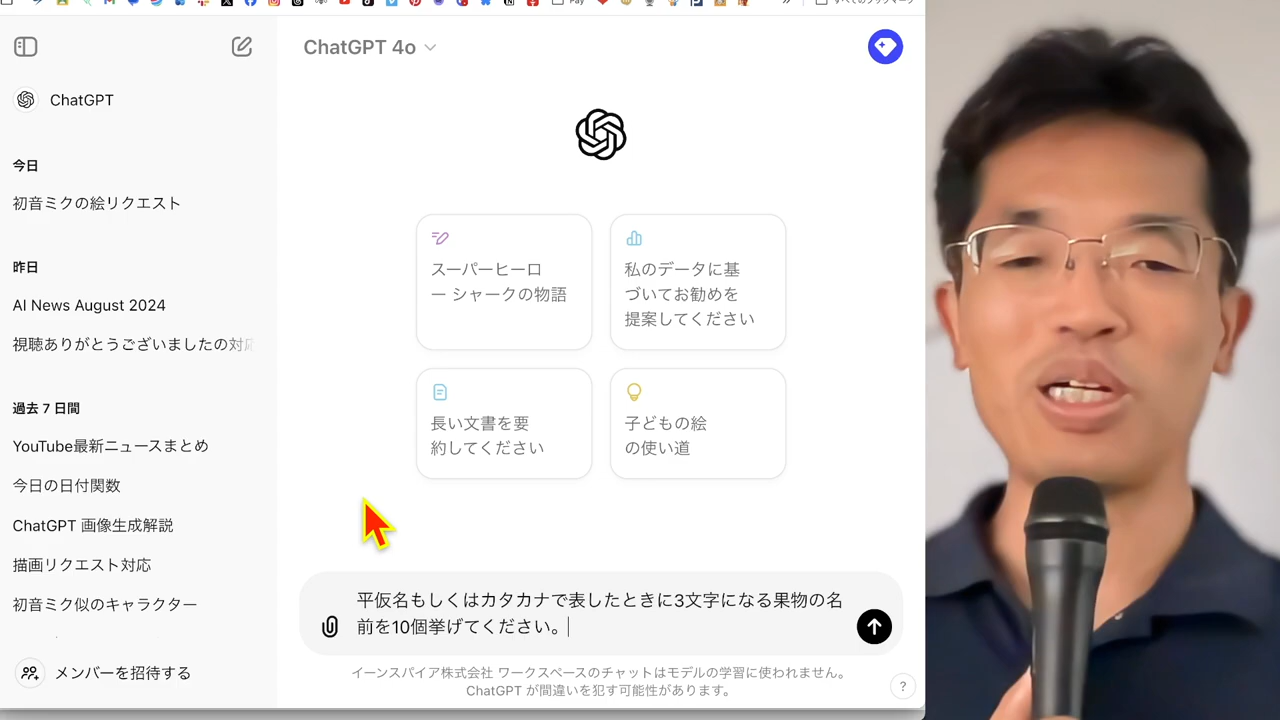 すべてのブックマーク
Pay
ChatGPT 4o
ChatGPT
今日
初音ミクの絵リクエスト
昨日
AI News August 2024
視聴ありがとうございましたの対応
過去 7 日間
YouTube最新ニュースまとめ
今日の日付関数
ChatGPT 画像生成解説
描画リクエスト対応
初音ミク似のキャラクター
メンバーを招待する
スーパーヒーロ
ー シャークの物語
私のデータに基
づいてお勧めを
提案してください
長い文書を要
約してください
子どもの絵
の使い道
平仮名もしくはカタカナで表したときに3文字になる果物の名
前を10個挙げてください。
イーンスパイア株式会社 ワークスペースのチャットはモデルの学習に使われません。
ChatGPT が間違いを犯す可能性があります。
?